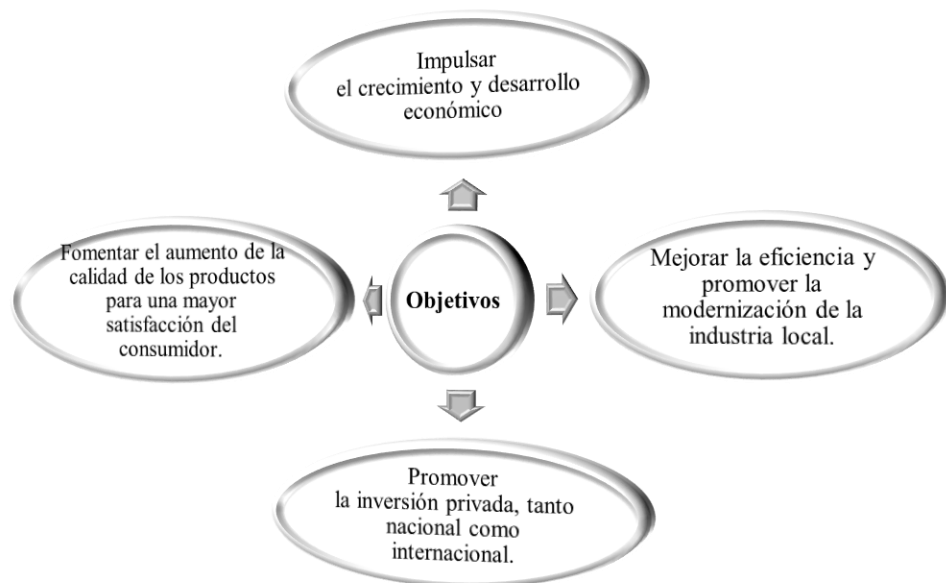 Impulsar
el crecimiento y desarrollo
económico
Fomentar el aumento de la
calidad de los productos
para una mayor
satisfacción del
consumidor.
Objetivos
Mejorar la eficiencia y
promover la
modernización de la
industria local.
Promover
la inversión privada, tanto
nacional como
internacional.